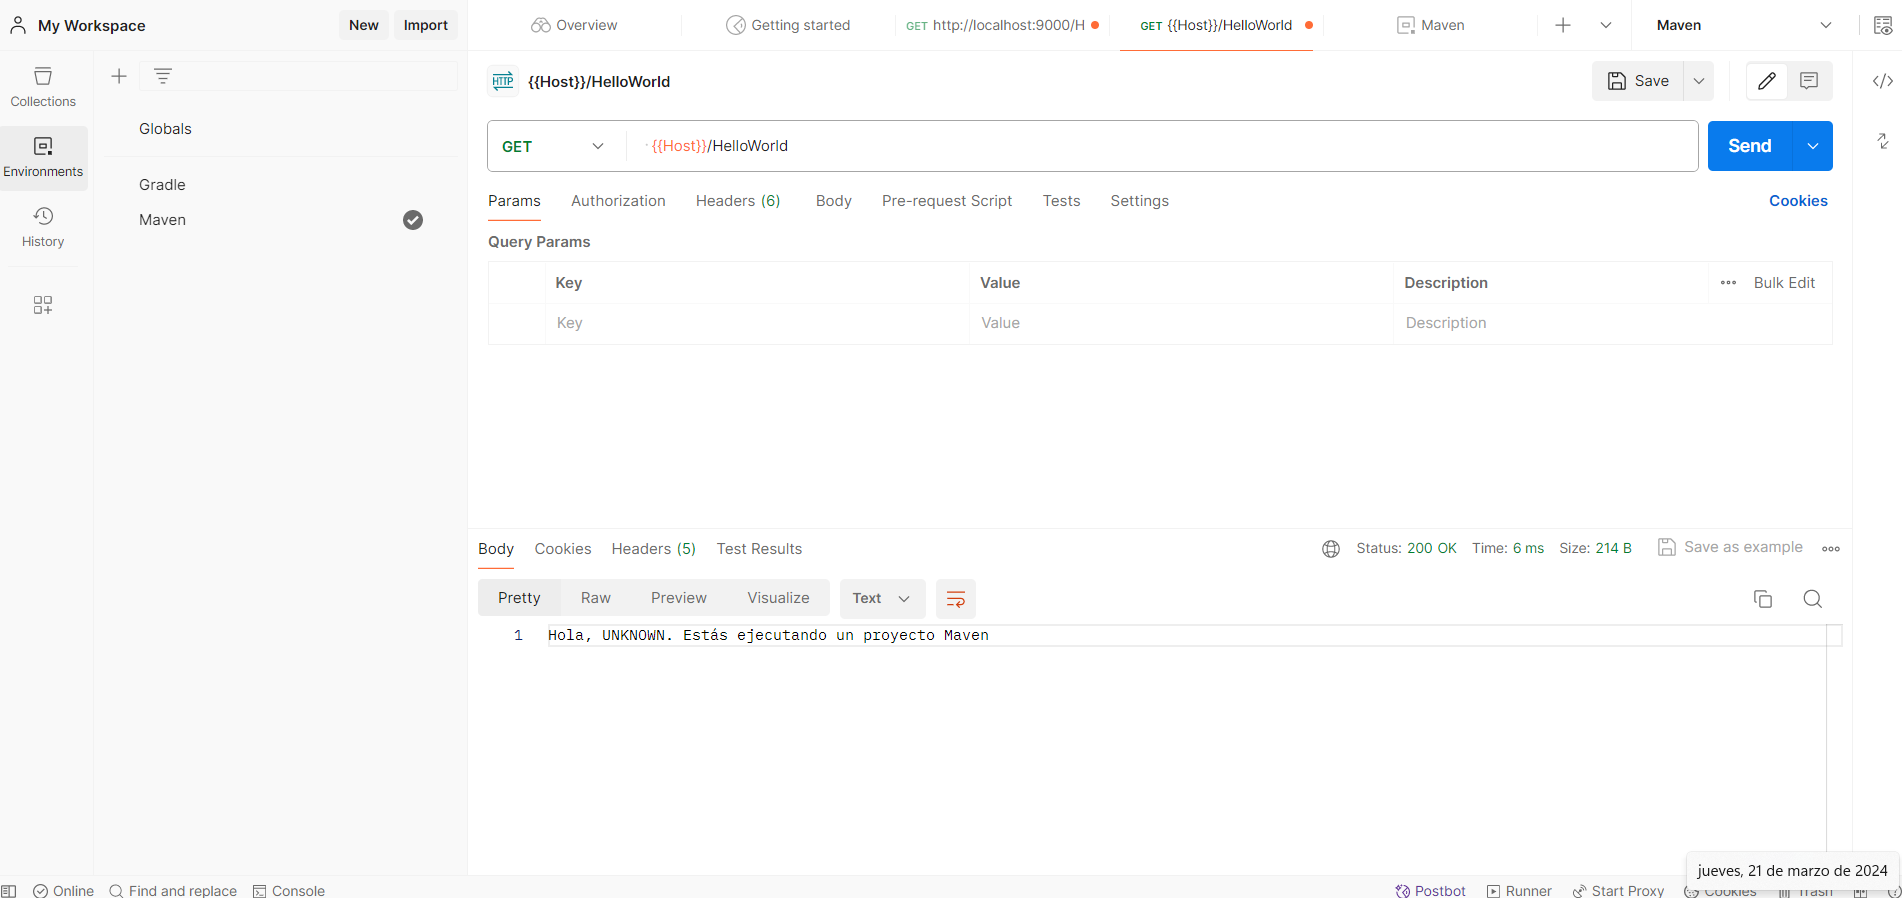 My Workspace
New
Import
Overview
Getting started
GET http://localhost:9000/H
GET {{Host}}/HelloWorld
Maven
Maven
Collections
Environments
History
Globals
Gradle
Maven
HTTP {{Host}}/HelloWorld
Save
GET
{{Host}}/HelloWorld
Send
Params Authorization Headers (6) Body Pre-request Script Tests Settings Cookies
Query Params
Key Value Description Bulk Edit
Key Value Description
Body Cookies Headers (5) Test Results
Status: 200 OK Time: 6 ms Size: 214 B Save as example
Pretty Raw Preview Visualize Text
1 Hola, UNKNOWN. Estás ejecutando un proyecto Maven
jueves, 21 de marzo de 2024
Online Find and replace Console Postbot Runner Start Proxy Cookies Trash